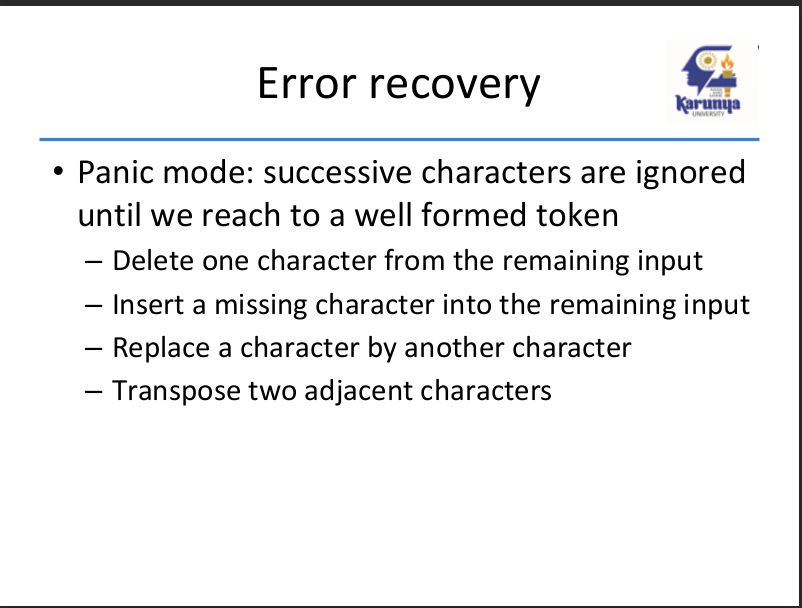 Error recovery
Karunya
UNIVERSITY
• Panic mode: successive characters are ignored
until we reach to a well formed token
– Delete one character from the remaining input
– Insert a missing character into the remaining input
– Replace a character by another character
– Transpose two adjacent characters